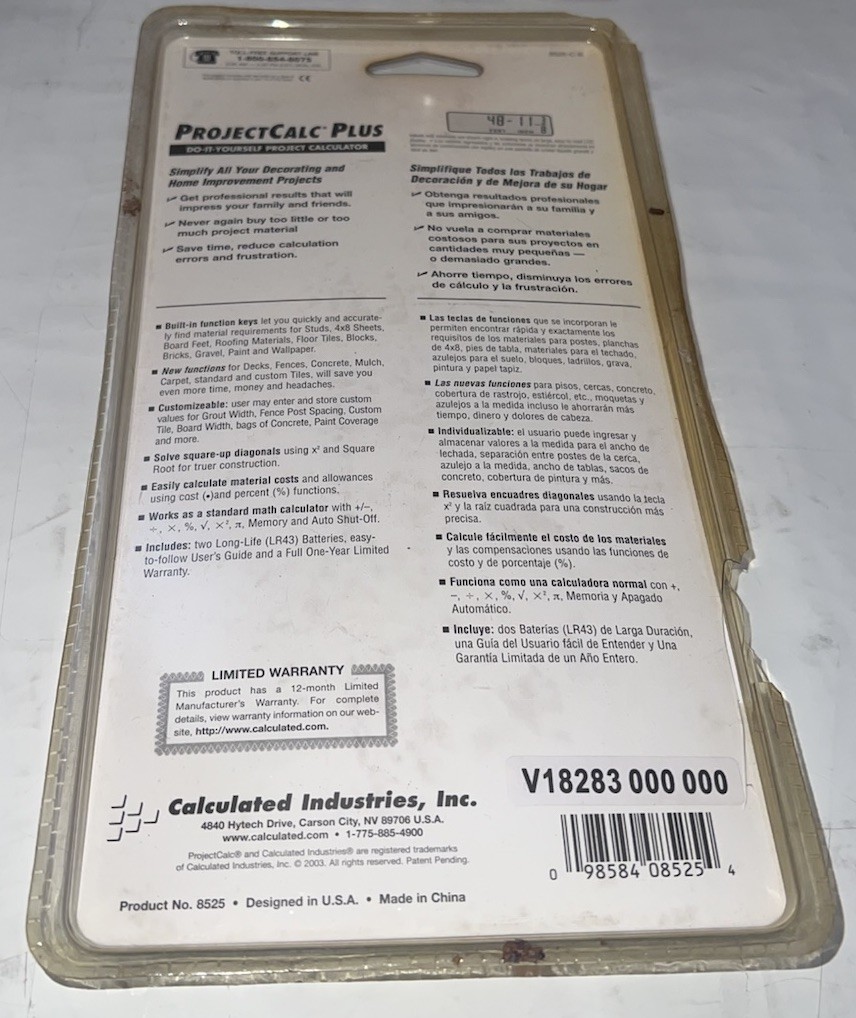 TOLL-FREE SUPPORT LINE
CE
PROJECTCALC™ PLUS
DO-IT-YOURSELF PROJECT CALCULATOR
Simplify All Your Decorating and
Home Improvement Projects
Get professional results that will
impress your family and friends.
Never again buy too little or too
much project material
Save time, reduce calculation
errors and frustration.
■ Built-in function keys let you quickly and accurate-
ly find material requirements for Studs, 4x8 Sheets,
Board Feet, Roofing Materials, Floor Tiles, Blocks,
Bricks, Gravel, Paint and Wallpaper.
■ New functions for Decks, Fences, Concrete, Mulch,
Carpet, standard and custom Tiles, will save you
even more time, money and headaches.
■ Customizeable: user may enter and store custom
values for Grout Width, Fence Post Spacing, Custom
Tile, Board Width, bags of Concrete, Paint Coverage
and more.
■ Solve square-up diagonals using x² and Square
Root for truer construction.
■ Easily calculate material costs and allowances
using cost (•)and percent (%) functions.
■ Works as a standard math calculator with +/–,
÷, ×, %, √, ×², π, Memory and Auto Shut-Off.
■ Includes: two Long-Life (LR43) Batteries, easy-
to-follow User's Guide and a Full One-Year Limited
Warranty.
48-11
FEET INCH
Simplifique Todos los Trabajos de
Decoración y de Mejora de su Hogar
Obtenga resultados profesionales
que impresionarán a su familia y
a sus amigos.
No vuela a comprar materiales
costosos para sus proyectos en
cantidades muy pequeñas —
o demasiado grandes.
Ahorre tiempo, disminuya los errores
de cálculo y la frustración.
■ Las teclas de funciones que se incorporan le
permiten encontrar rápida y exactamente los
requisitos de los materiales para postes, planchas
de 4x8, pies de tabla, materiales para el techado,
azulejos para el suelo, bloques, ladrillos, grava,
pintura y papel tapiz.
■ Las nuevas funciones para pisos, cercas, concreto,
cobertura de rastrojo, estiércol, etc., moquetas y
azulejos a la medida incluso le ahorrarán más
tiempo, dinero y dolores de cabeza.
■ Individualizable: el usuario puede ingresar y
almacenar valores a la medida para el ancho de
lechada, separación entre postes de la cerca,
azulejo a la medida, ancho de tablas, sacos de
concreto, cobertura de pintura y más.
■ Resuelva encuadres diagonales usando la tecla
x² y la raíz cuadrada para una construcción más
precisa.
■ Calcule fácilmente el costo de los materiales
y las compensaciones usando las funciones de
costo y de porcentaje (%).
■ Funciona como una calculadora normal con +,
–, ÷, ×, %, √, ×², π, Memoria y Apagado
Automático.
■ Incluye: dos Baterías (LR43) de Larga Duración,
una Guía del Usuario fácil de Entender y Una
Garantía Limitada de un Año Entero.
LIMITED WARRANTY
This product has a 12-month Limited
Manufacturer's Warranty. For complete
details, view warranty information on our web-
site, http://www.calculated.com.
Calculated Industries, Inc.
4840 Hytech Drive, Carson City, NV 89706 U.S.A.
www.calculated.com • 1-775-885-4900
ProjectCalc® and Calculated Industries® are registered trademarks
of Calculated Industries, Inc. © 2003. All rights reserved. Patent Pending.
Product No. 8525 • Designed in U.S.A. • Made in China
V18283 000 000
0 98584 08525 4